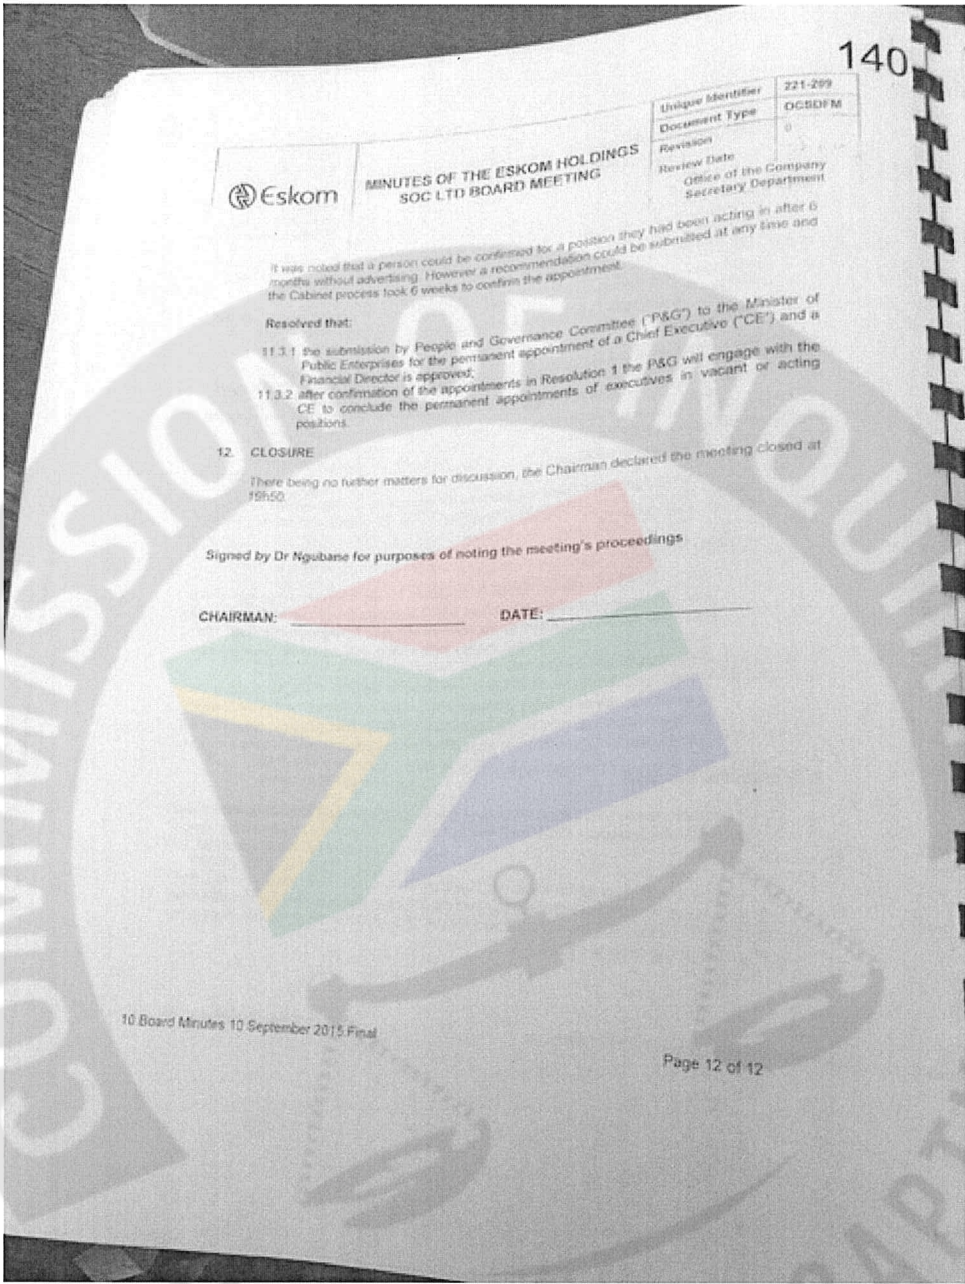 140
Unique Identifier 221-209
Document Type OCSDFM
Revision 0
Review Date
Office of the Company
Secretary Department
Eskom
MINUTES OF THE ESKOM HOLDINGS
SOC LTD BOARD MEETING
It was noted that a person could be confirmed for a position they had been acting in after 6
months without advertising. However a recommendation could be submitted at any time and
the Cabinet process took 6 weeks to confirm the appointment.
Resolved that:
11.3.1 the submission by People and Governance Committee ("P&G") to the Minister of
Public Enterprises for the permanent appointment of a Chief Executive ("CE") and a
Financial Director is approved;
11.3.2 after confirmation of the appointments in Resolution 1 the P&G will engage with the
CE to conclude the permanent appointments of executives in vacant or acting
positions.
12. CLOSURE
There being no further matters for discussion, the Chairman declared the meeting closed at
Signed by Dr Ngubane for purposes of noting the meeting's proceedings
CHAIRMAN: DATE:
10 Board Minutes 10 September 2015 Final
Page 12 of 12
COMMISSION OF INQUIR
APT